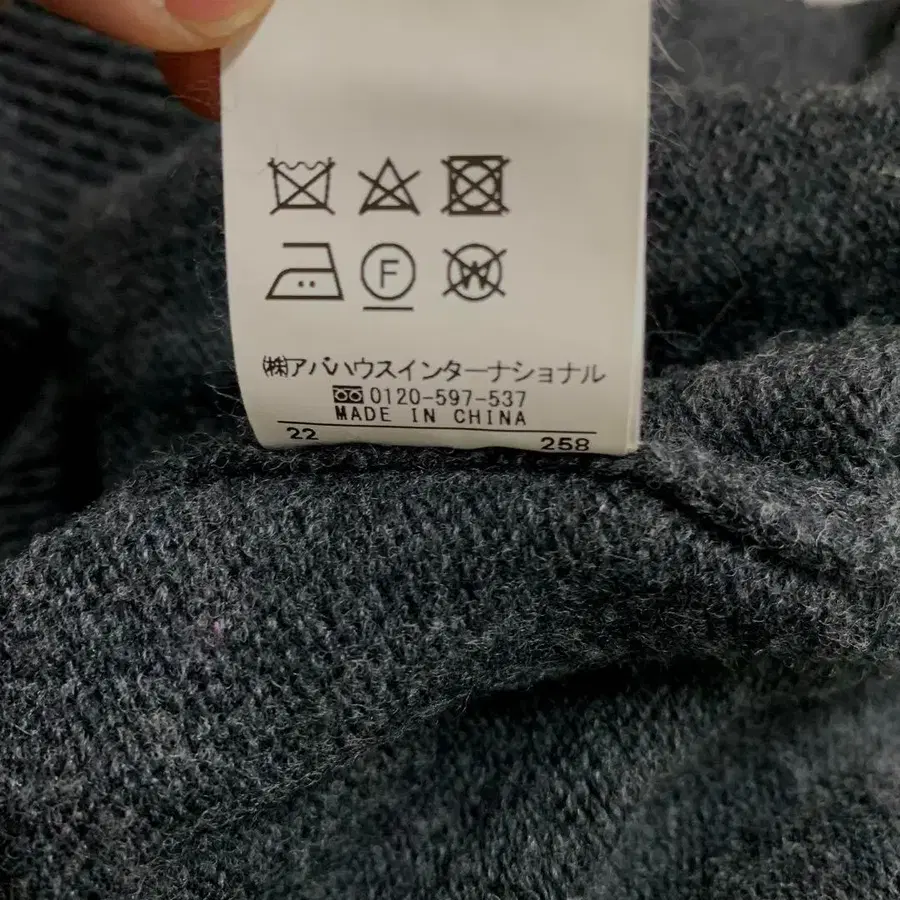 F
W
㈱アバハウスインターナショナル
0120-597-537
MADE IN CHINA
22 258